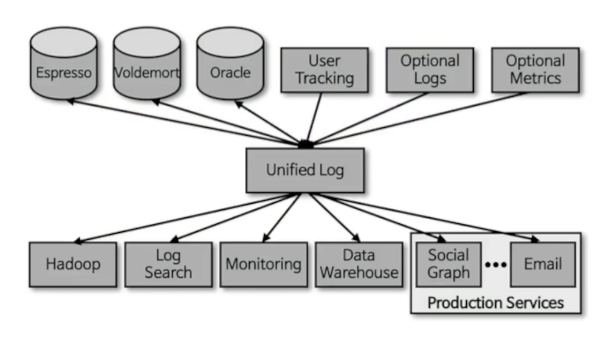 Espresso
Voldemort
Oracle
User
Tracking
Optional
Logs
Optional
Metrics
Unified Log
Hadoop
Log
Search
Monitoring
Data
Warehouse
Social
Graph
•••
Email
Production Services